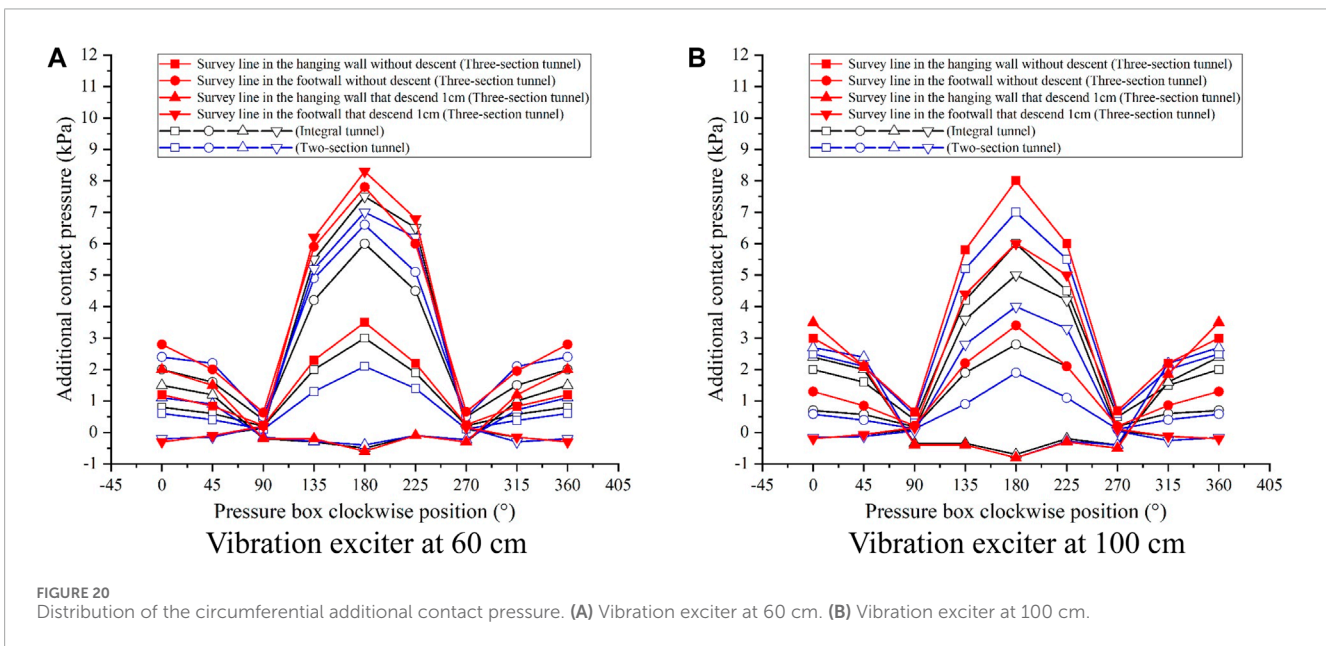 A
12
11
10
9
8
7
6
5
4
3
2
1
0
-1
Additional contact pressure (kPa)
Survey line in the hanging wall without descent (Three-section tunnel)
Survey line in the footwall without descent (Three-section tunnel)
Survey line in the hanging wall that descend 1cm (Three-section tunnel)
Survey line in the footwall that descend 1cm (Three-section tunnel)
(Integral tunnel)
(Two-section tunnel)
-45 0 45 90 135 180 225 270 315 360 405
Pressure box clockwise position (°)
Vibration exciter at 60 cm
B
12
11
10
9
8
7
6
5
4
3
2
1
0
-1
Additional contact pressure (kPa)
Survey line in the hanging wall without descent (Three-section tunnel)
Survey line in the footwall without descent (Three-section tunnel)
Survey line in the hanging wall that descend 1cm (Three-section tunnel)
Survey line in the footwall that descend 1cm (Three-section tunnel)
(Integral tunnel)
(Two-section tunnel)
-45 0 45 90 135 180 225 270 315 360 405
Pressure box clockwise position (°)
Vibration exciter at 100 cm
FIGURE 20
Distribution of the circumferential additional contact pressure. (A) Vibration exciter at 60 cm. (B) Vibration exciter at 100 cm.